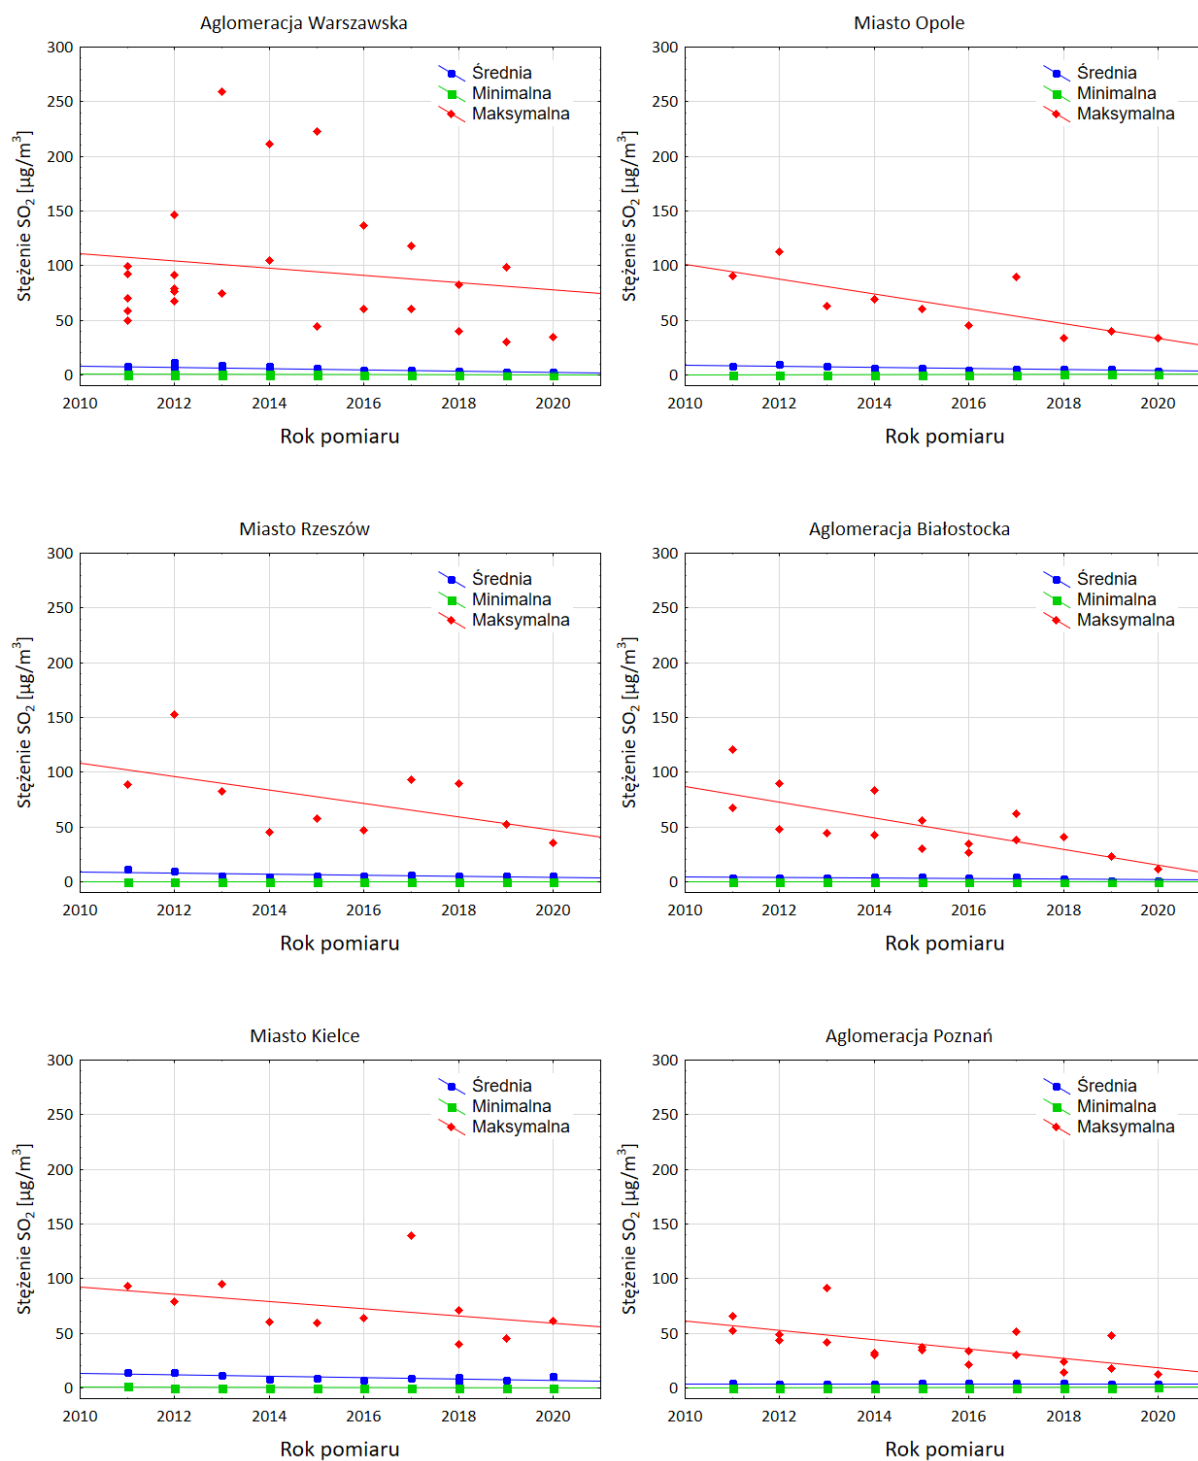 Aglomeracja Warszawska
Stężenie SO2 [µg/m3]
300
250
200
150
100
50
0
Średnia
Minimalna
Maksymalna
2010 2012 2014 2016 2018 2020
Rok pomiaru
Miasto Opole
Stężenie SO2 [µg/m3]
300
250
200
150
100
50
0
Średnia
Minimalna
Maksymalna
2010 2012 2014 2016 2018 2020
Rok pomiaru
Miasto Rzeszów
Stężenie SO2 [µg/m3]
300
250
200
150
100
50
0
Średnia
Minimalna
Maksymalna
2010 2012 2014 2016 2018 2020
Rok pomiaru
Aglomeracja Białostocka
Stężenie SO2 [µg/m3]
300
250
200
150
100
50
0
Średnia
Minimalna
Maksymalna
2010 2012 2014 2016 2018 2020
Rok pomiaru
Miasto Kielce
Stężenie SO2 [µg/m3]
300
250
200
150
100
50
0
Średnia
Minimalna
Maksymalna
2010 2012 2014 2016 2018 2020
Rok pomiaru
Aglomeracja Poznań
Stężenie SO2 [µg/m3]
300
250
200
150
100
50
0
Średnia
Minimalna
Maksymalna
2010 2012 2014 2016 2018 2020
Rok pomiaru